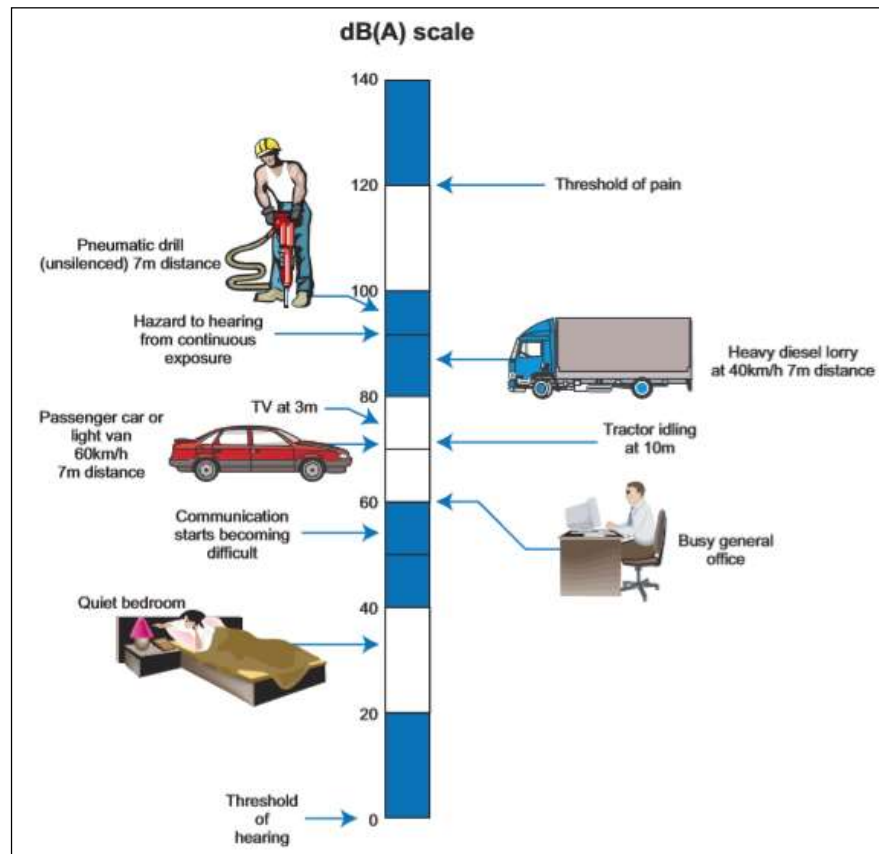 dB(A) scale
140
120
Threshold of pain
Pneumatic drill
(unsilenced) 7m distance
100
Hazard to hearing
from continuous
exposure
Heavy diesel lorry
at 40km/h 7m distance
80
TV at 3m
Passenger car or
light van
60km/h
7m distance
Tractor idling
at 10m
60
Communication
starts becoming
difficult
Busy general
office
Quiet bedroom
40
20
Threshold
of
hearing
0